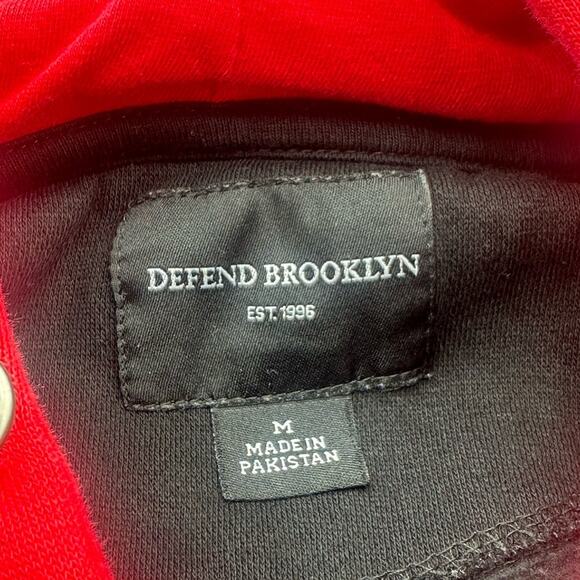 DEFEND BROOKLYN
EST. 1996
M
MADE IN
PAKISTAN